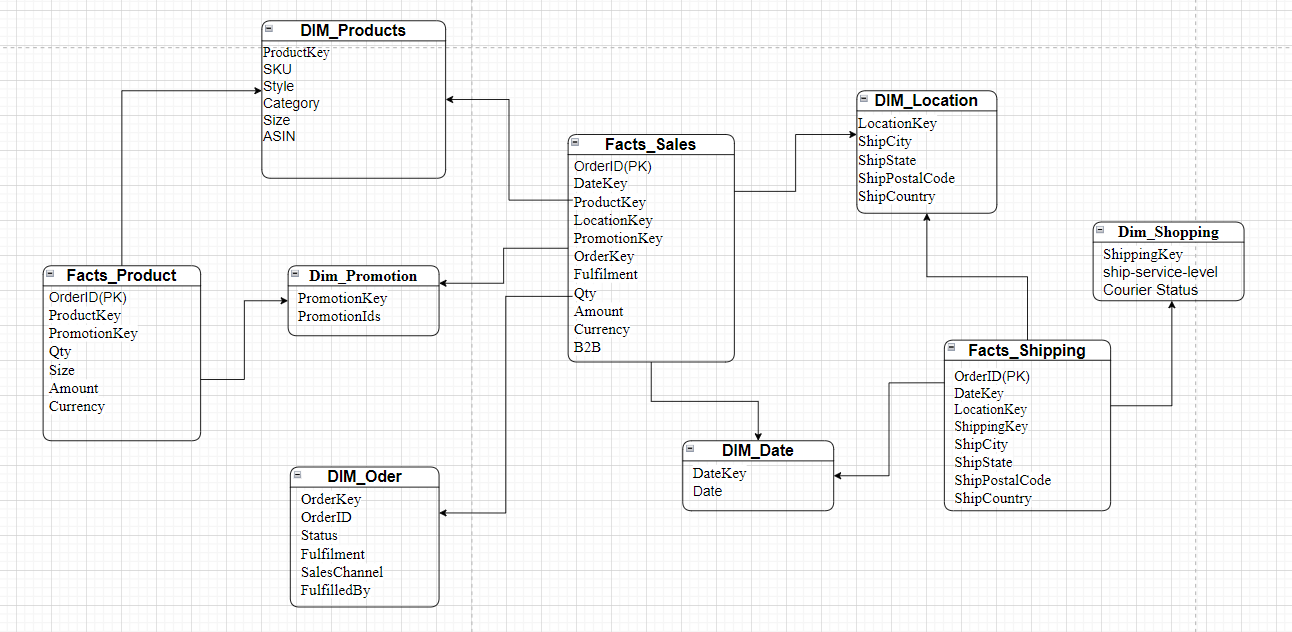 DIM_Products
ProductKey
SKU
Style
Category
Size
ASIN
Facts_Sales
OrderID(PK)
DateKey
ProductKey
LocationKey
PromotionKey
OrderKey
Fulfilment
Qty
Amount
Currency
B2B
DIM_Location
LocationKey
ShipCity
ShipState
ShipPostalCode
ShipCountry
Dim_Shopping
ShippingKey
ship-service-level
Courier Status
Facts_Product
OrderID(PK)
ProductKey
PromotionKey
Qty
Size
Amount
Currency
Dim_Promotion
PromotionKey
PromotionIds
Facts_Shipping
OrderID(PK)
DateKey
LocationKey
ShippingKey
ShipCity
ShipState
ShipPostalCode
ShipCountry
DIM_Date
DateKey
Date
DIM_Oder
OrderKey
OrderID
Status
Fulfilment
SalesChannel
FulfilledBy